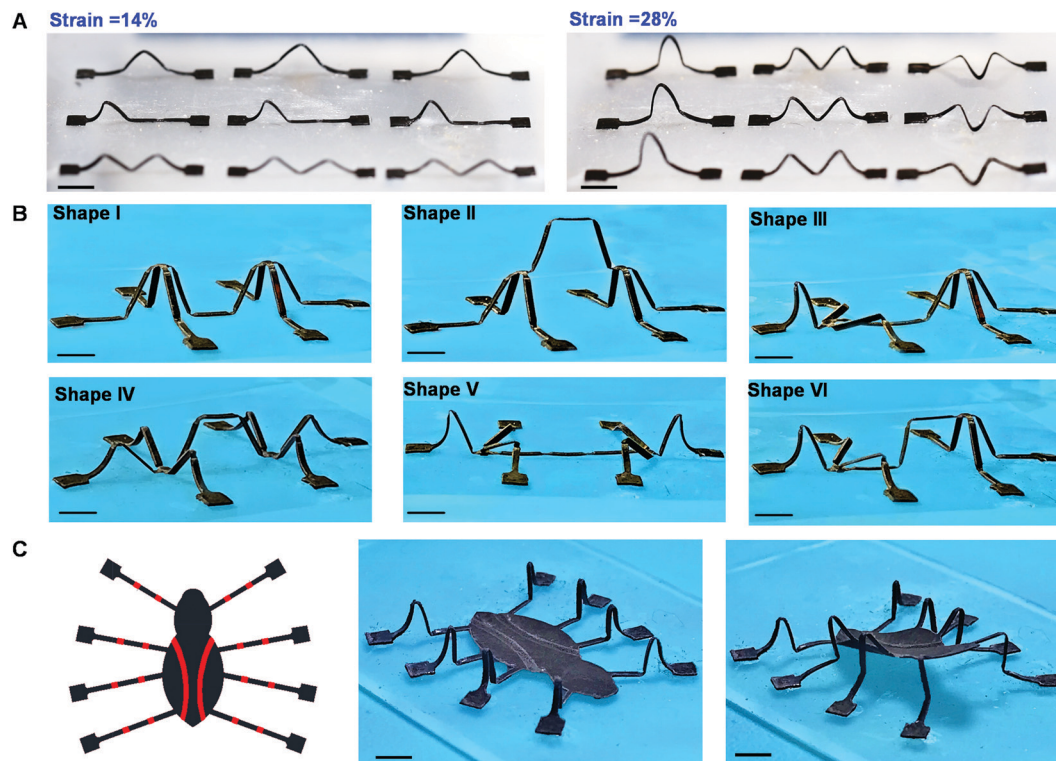 A
Strain =14%
Strain =28%
B
Shape I
Shape II
Shape III
Shape IV
Shape V
Shape VI
C